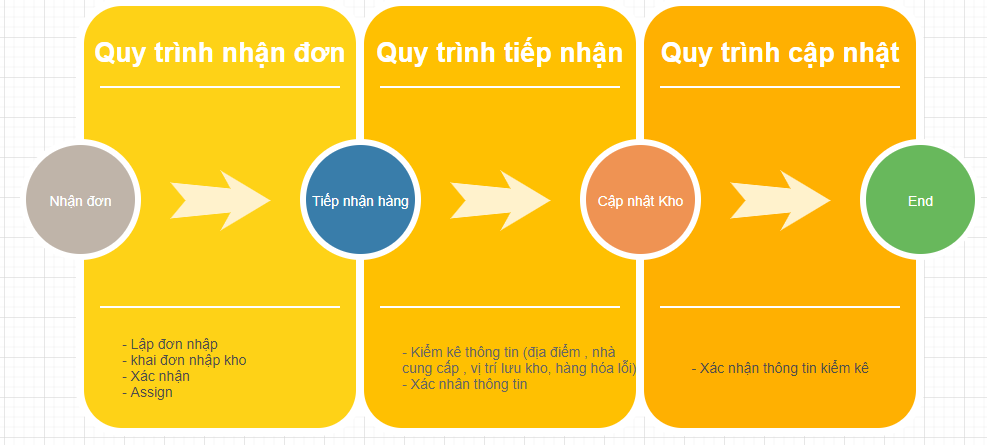 Quy trình nhận đơn
Quy trình tiếp nhận
Quy trình cập nhật
Nhận đơn
Tiếp nhận hàng
Cập nhật Kho
End
- Lập đơn nhập
- khai đơn nhập kho
- Xác nhận
- Assign
- Kiểm kê thông tin (địa điểm , nhà
cung cấp , vị trí lưu kho, hàng hóa lỗi)
- Xác nhân thông tin
- Xác nhận thông tin kiểm kê